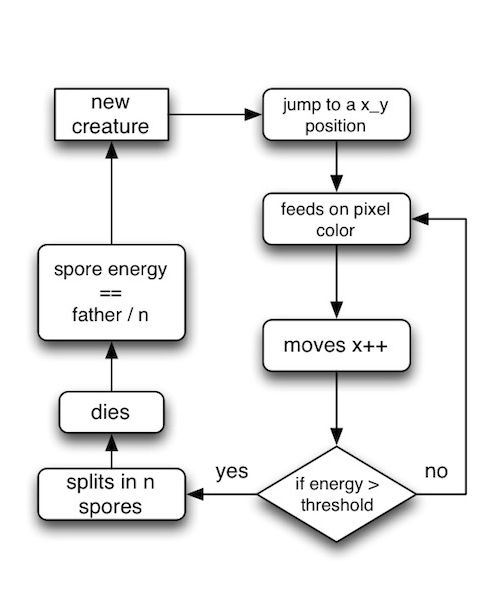 new
creature
jump to a x_y
position
feeds on pixel
color
moves x++
if energy >
threshold
no
yes
splits in n
spores
dies
spore energy
==
father / n